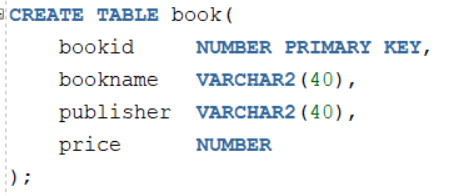 CREATE TABLE book(
    bookid     NUMBER PRIMARY KEY,
    bookname   VARCHAR2(40),
    publisher  VARCHAR2(40),
    price      NUMBER
);